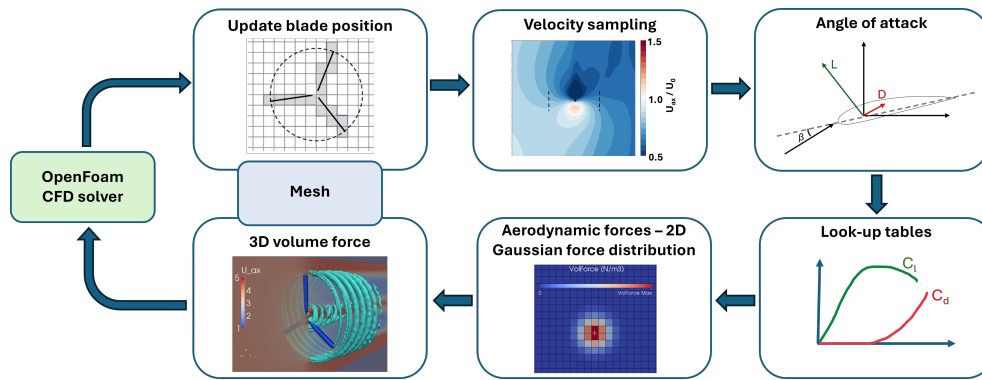 Update blade position
Velocity sampling
1.5
1.0
0.5
U_ax / U_0
Angle of attack
L
D
β
OpenFoam
CFD solver
Mesh
3D volume force
U_ax
5
4
3
2
1
Aerodynamic forces – 2D
Gaussian force distribution
VolForce (N/m3)
0
VolForce Max
Look-up tables
C_l
C_d